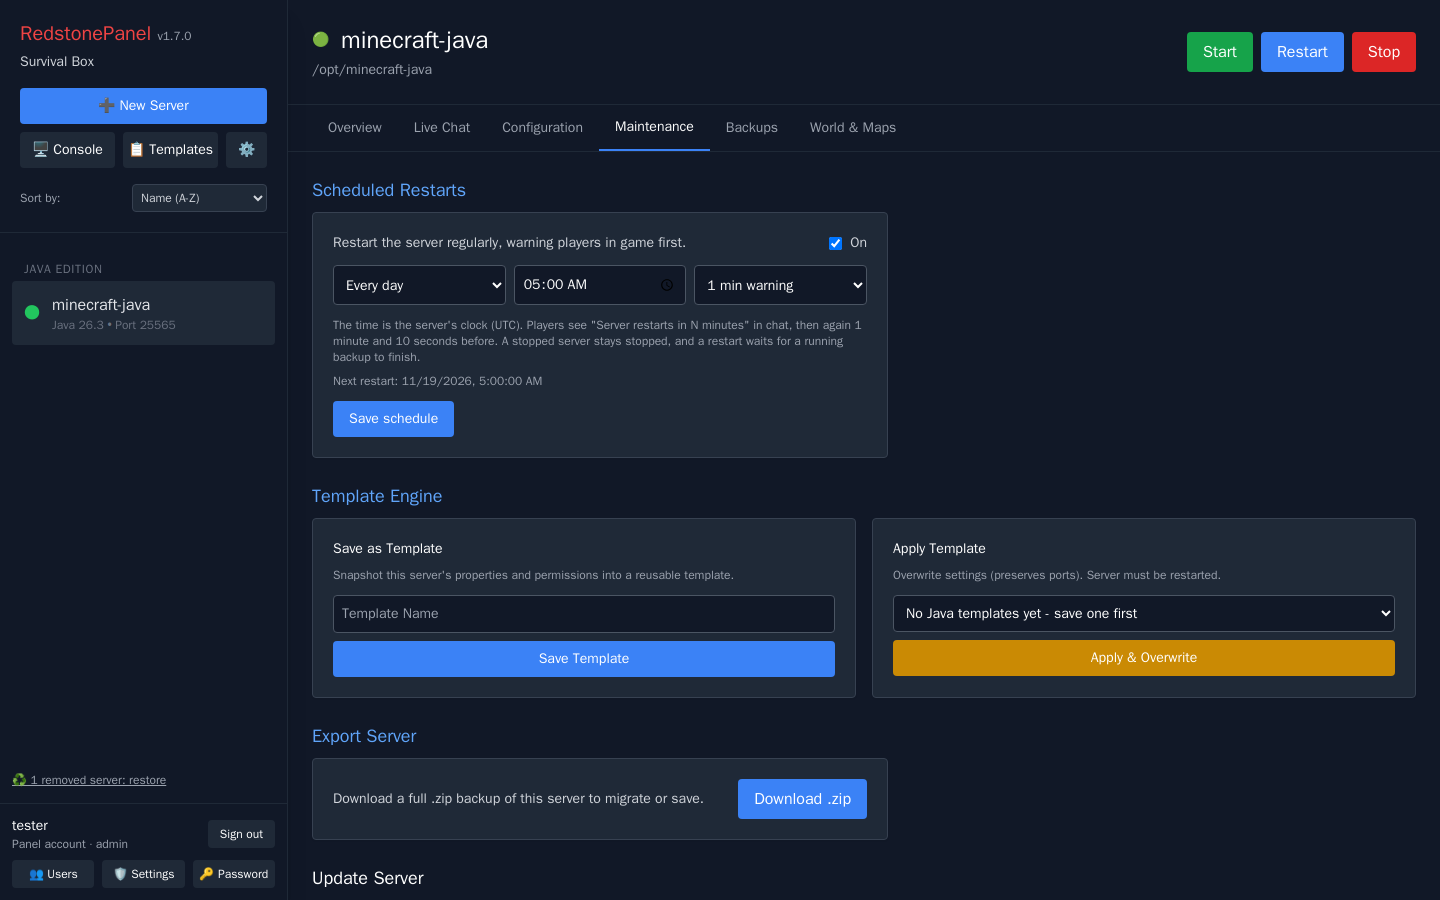 RedstonePanel v1.7.0
Survival Box
➕ New Server
🖥️ Console
📋 Templates
⚙️
Sort by:
Name (A-Z)
JAVA EDITION
minecraft-java
Java 26.3 • Port 25565
♻️ 1 removed server: restore
tester
Panel account · admin
Sign out
👥 Users
🛡️ Settings
🔑 Password
minecraft-java
/opt/minecraft-java
Start
Restart
Stop
Overview
Live Chat
Configuration
Maintenance
Backups
World & Maps
Scheduled Restarts
Restart the server regularly, warning players in game first.
On
Every day
05:00 AM
1 min warning
The time is the server's clock (UTC). Players see "Server restarts in N minutes" in chat, then again 1
minute and 10 seconds before. A stopped server stays stopped, and a restart waits for a running
backup to finish.
Next restart: 11/19/2026, 5:00:00 AM
Save schedule
Template Engine
Save as Template
Snapshot this server's properties and permissions into a reusable template.
Template Name
Save Template
Apply Template
Overwrite settings (preserves ports). Server must be restarted.
No Java templates yet - save one first
Apply & Overwrite
Export Server
Download a full .zip backup of this server to migrate or save.
Download .zip
Update Server